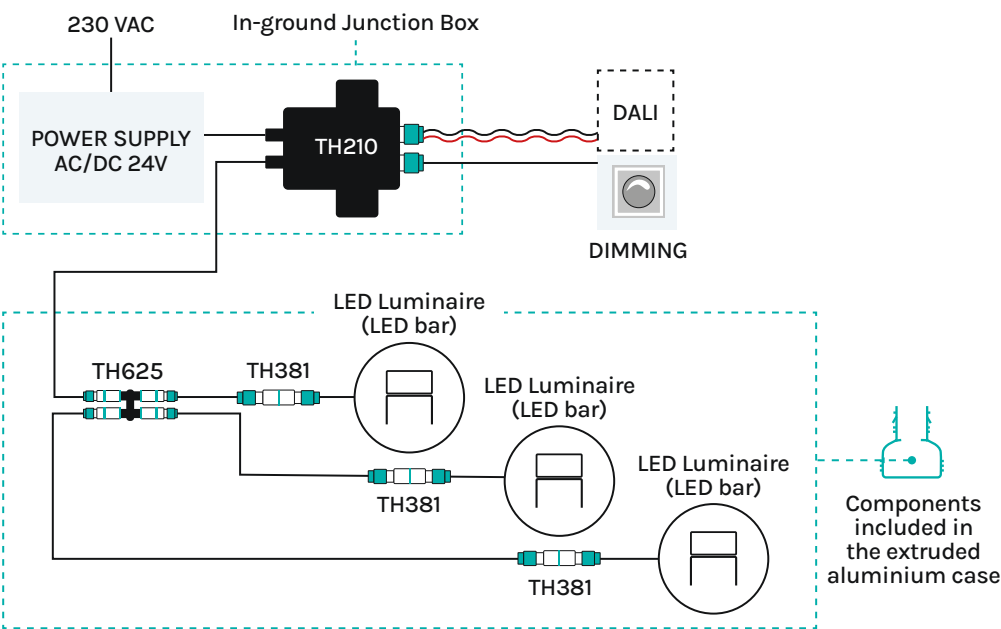 230 VAC
In-ground Junction Box
POWER SUPPLY
AC/DC 24V
TH210
DALI
DIMMING
LED Luminaire
(LED bar)
TH625
TH381
LED Luminaire
(LED bar)
TH381
LED Luminaire
(LED bar)
TH381
Components
included in
the extruded
aluminium case